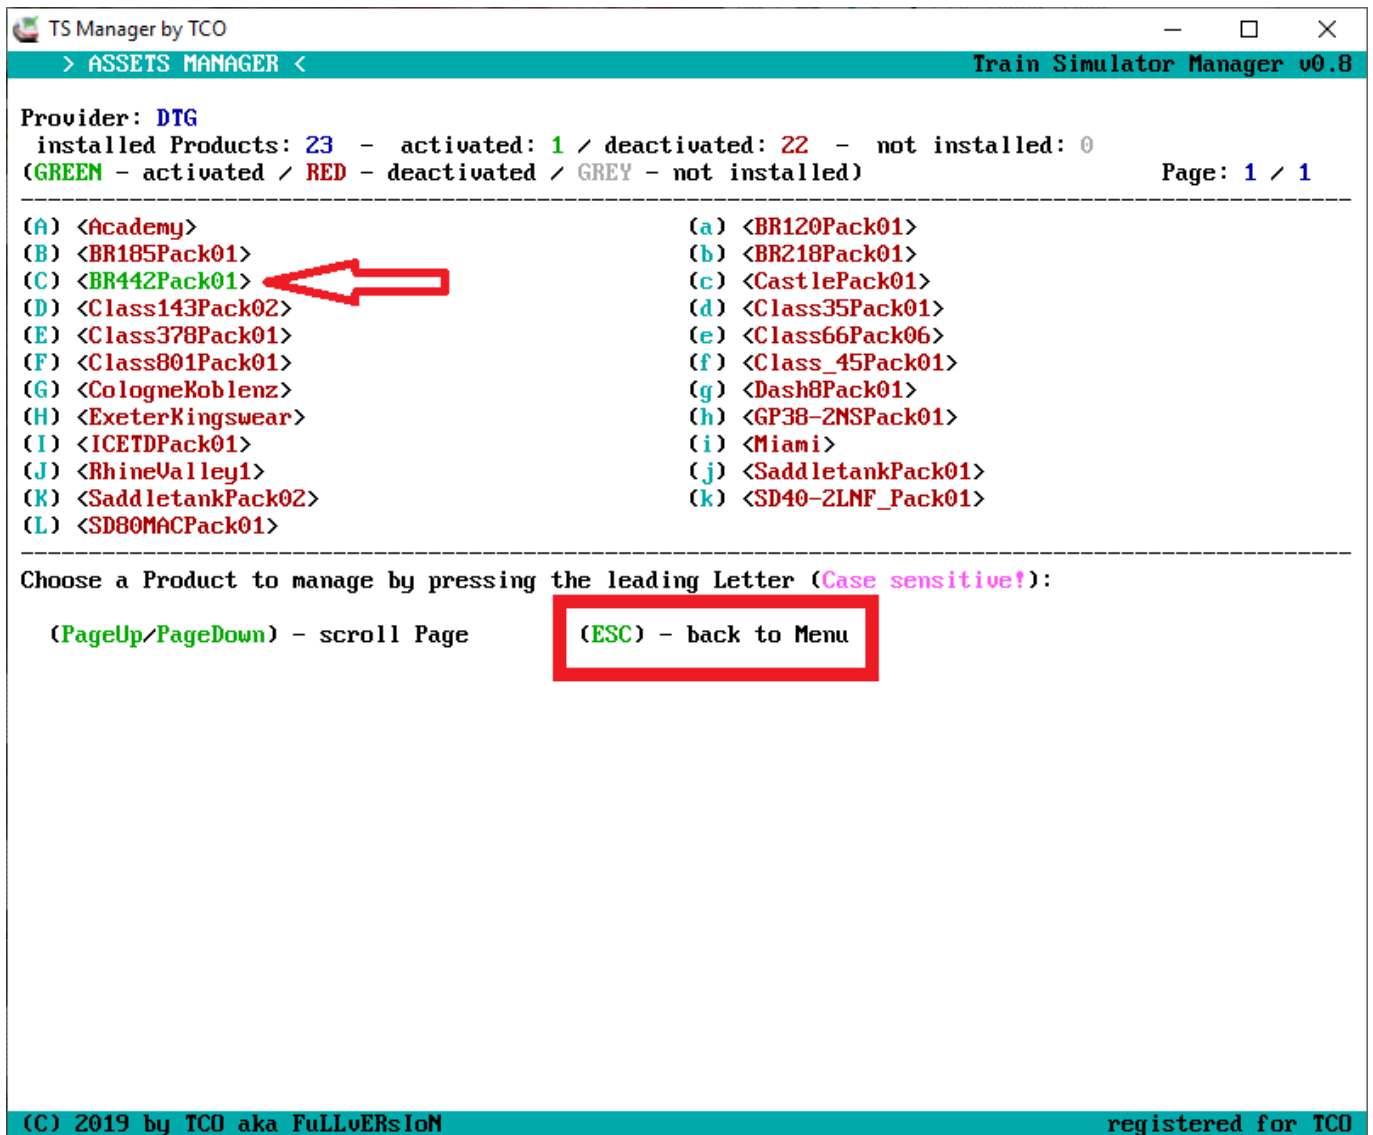 TS Manager by TCO
> ASSETS MANAGER < Train Simulator Manager v0.8
Provider: DTG
installed Products: 23 - activated: 1 / deactivated: 22 - not installed: 0
(GREEN - activated / RED - deactivated / GREY - not installed) Page: 1 / 1
(A) <Academy> (a) <BR120Pack01>
(B) <BR185Pack01> (b) <BR218Pack01>
(C) <BR442Pack01> (c) <CastlePack01>
(D) <Class143Pack02> (d) <Class35Pack01>
(E) <Class378Pack01> (e) <Class66Pack06>
(F) <Class801Pack01> (f) <Class_45Pack01>
(G) <CologneKoblenz> (g) <Dash8Pack01>
(H) <ExeterKingswear> (h) <GP38-2NSPack01>
(I) <ICETDPack01> (i) <Miami>
(J) <RhineValley1> (j) <SaddletankPack01>
(K) <SaddletankPack02> (k) <SD40-2LNF_Pack01>
(L) <SD80MACPack01>
Choose a Product to manage by pressing the leading Letter (Case sensitive!):
(PageUp/PageDown) - scroll Page (ESC) - back to Menu
(C) 2019 by TCO aka FuLLvERsIoN registered for TCO